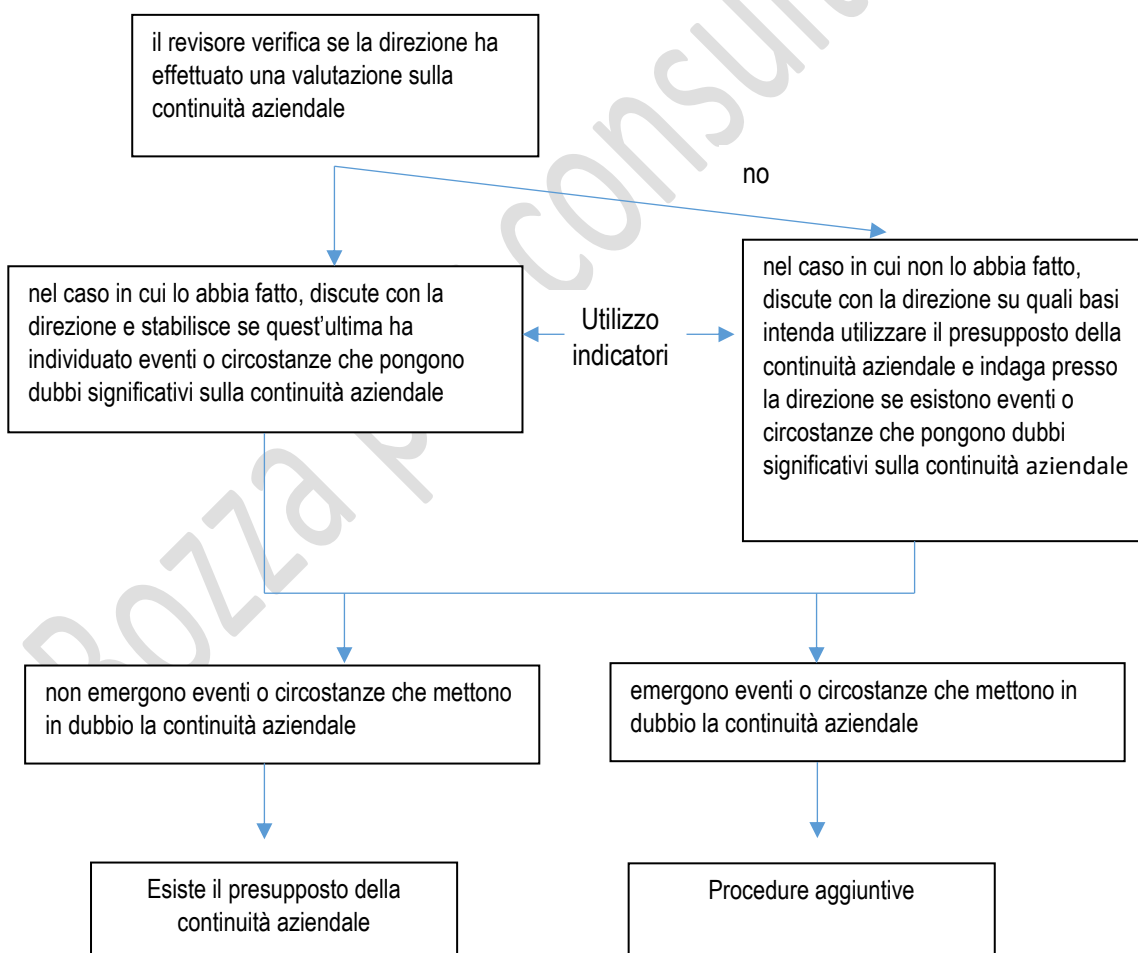 il revisore verifica se la direzione ha
effettuato una valutazione sulla
continuità aziendale
no
nel caso in cui lo abbia fatto, discute con la
direzione e stabilisce se quest'ultima ha
individuato eventi o circostanze che pongono
dubbi significativi sulla continuità aziendale
Utilizzo
indicatori
nel caso in cui non lo abbia fatto,
discute con la direzione su quali basi
intenda utilizzare il presupposto della
continuità aziendale e indaga presso
la direzione se esistono eventi o
circostanze che pongono dubbi
significativi sulla continuità aziendale
non emergono eventi o circostanze che mettono
in dubbio la continuità aziendale
emergono eventi o circostanze che mettono in
dubbio la continuità aziendale
Esiste il presupposto della
continuità aziendale
Procedure aggiuntive
Bozza